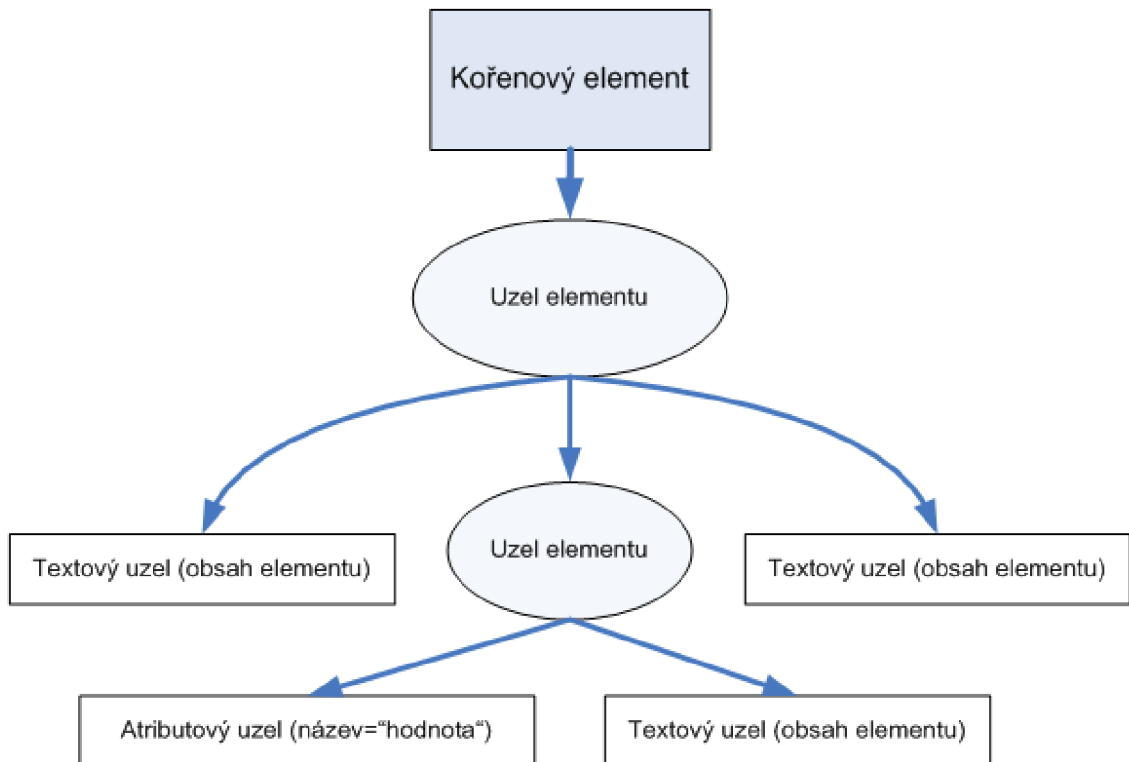 Kořenový element
Uzel elementu
Textový uzel (obsah elementu)
Uzel elementu
Textový uzel (obsah elementu)
Atributový uzel (název=“hodnota“)
Textový uzel (obsah elementu)